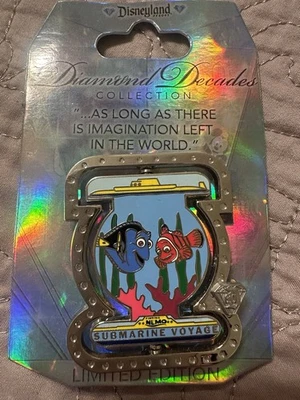 Disneyland
Diamond Decades
COLLECTION
"...AS LONG AS THERE
IS IMAGINATION LEFT
IN THE WORLD."
NEMO
SUBMARINE VOYAGE
LIMITED EDITION